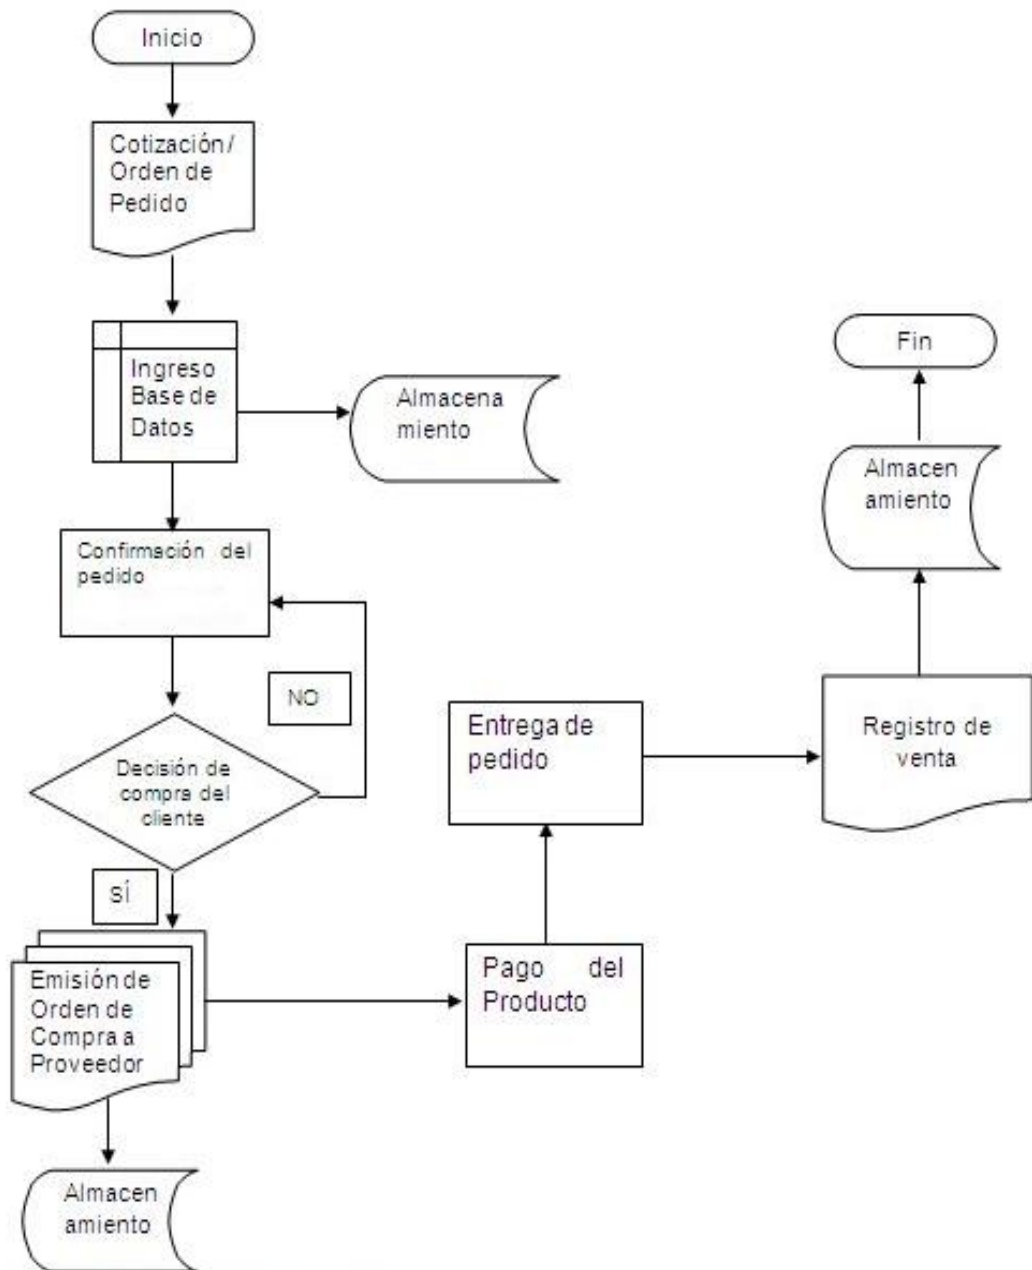 Inicio
Cotización/
Orden de
Pedido
Ingreso
Base de
Datos
Almacena
miento
Confirmación del
pedido
NO
Decisión de
compra del
cliente
SÍ
Emisión de
Orden de
Compra a
Proveedor
Almacen
amiento
Pago del
Producto
Entrega de
pedido
Registro de
venta
Almacen
amiento
Fin